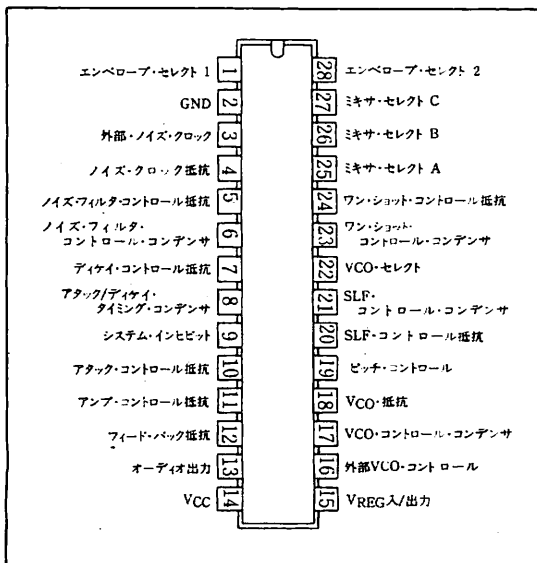 エンベロープ・セレクト 1
1
GND
2
外部・ノイズ・クロック
3
ノイズ・クロック抵抗
4
ノイズ・フィルタ・コントロール抵抗
5
ノイズ・フィルタ・
コントロール・コンデンサ
6
ディケイ・コントロール抵抗
7
アタック/ディケイ・
タイミング・コンデンサ
8
システム・インヒビット
9
アタック・コントロール抵抗
10
アンプ・コントロール抵抗
11
フィード・バック抵抗
12
オーディオ出力
13
VCC
14
28
エンベロープ・セレクト 2
27
ミキサ・セレクト C
26
ミキサ・セレクト B
25
ミキサ・セレクト A
24
ワン・ショット・コントロール抵抗
23
ワン・ショット・
コントロール・コンデンサ
22
VCO・セレクト
21
SLF・
コントロール・コンデンサ
20
SLF・コントロール抵抗
19
ピッチ・コントロール
18
VCO・抵抗
17
VCO・コントロール・コンデンサ
16
外部VCO・コントロール
15
VREG入/出力